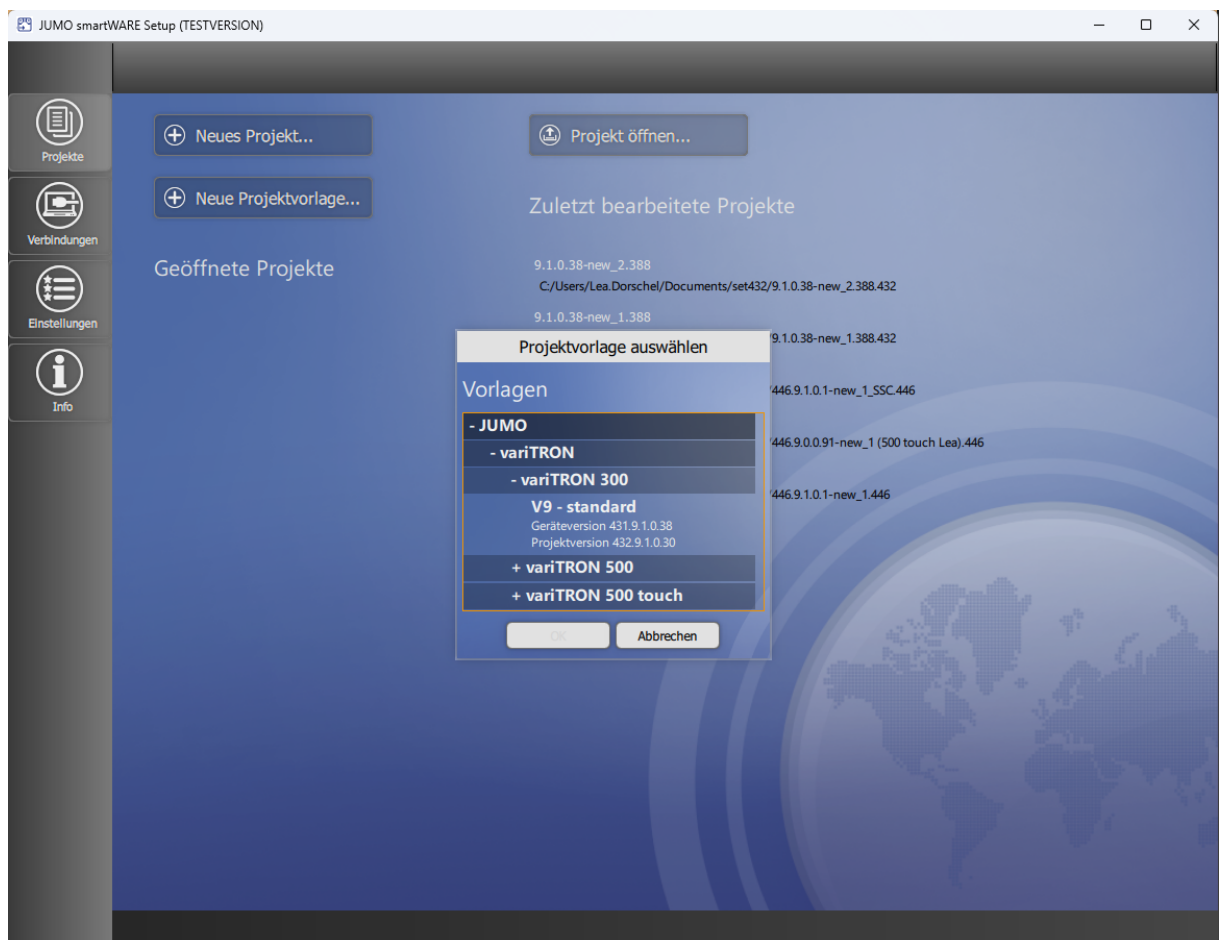 JUMO smartWARE Setup (TESTVERSION)
Projekte
Verbindungen
Einstellungen
Info
Neues Projekt...
Neue Projektvorlage...
Geöffnete Projekte
Projekt öffnen...
Zuletzt bearbeitete Projekte
9.1.0.38-new_2.388
C:/Users/Lea.Dorschel/Documents/set432/9.1.0.38-new_2.388.432
9.1.0.38-new_1.388
/9.1.0.38-new_1.388.432
/446.9.1.0.1-new_1_SSC.446
/446.9.0.0.91-new_1 (500 touch Lea).446
/446.9.1.0.1-new_1.446
Projektvorlage auswählen
Vorlagen
- JUMO
- variTRON
- variTRON 300
V9 - standard
Geräteversion 431.9.1.0.38
Projektversion 432.9.1.0.30
+ variTRON 500
+ variTRON 500 touch
OK
Abbrechen